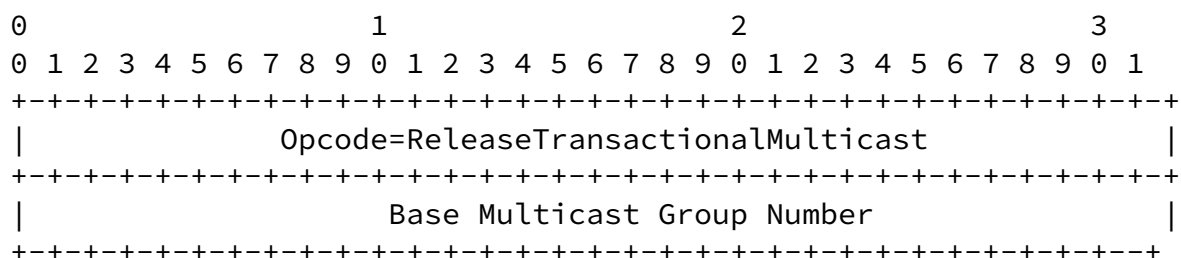 0                   1                   2                   3
0 1 2 3 4 5 6 7 8 9 0 1 2 3 4 5 6 7 8 9 0 1 2 3 4 5 6 7 8 9 0 1
+-+-+-+-+-+-+-+-+-+-+-+-+-+-+-+-+-+-+-+-+-+-+-+-+-+-+-+-+-+-+-+-+
|              Opcode=ReleaseTransactionalMulticast             |
+-+-+-+-+-+-+-+-+-+-+-+-+-+-+-+-+-+-+-+-+-+-+-+-+-+-+-+-+-+-+-+-+
|                    Base Multicast Group Number                |
+-+-+-+-+-+-+-+-+-+-+-+-+-+-+-+-+-+-+-+-+-+-+-+-+-+-+-+-+-+-+--+